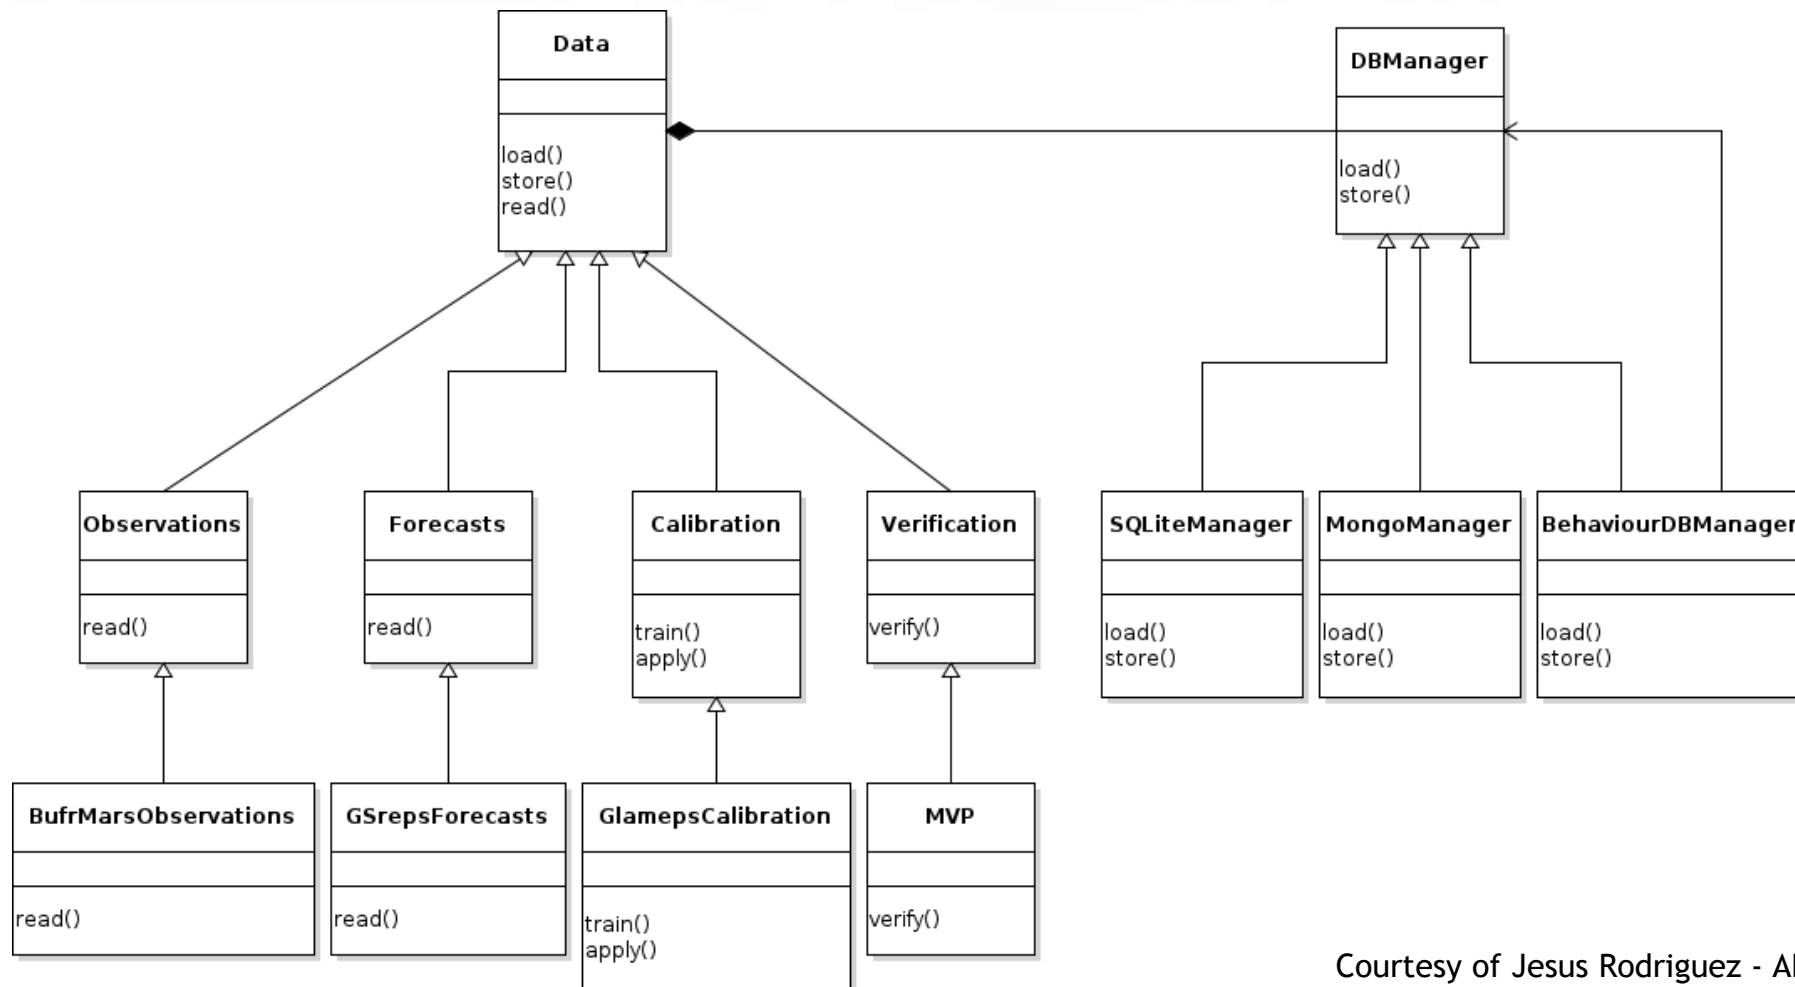 Data
load()
store()
read()
DBManager
load()
store()
Observations
read()
Forecasts
read()
Calibration
train()
apply()
Verification
verify()
SQLiteManager
load()
store()
MongoManager
load()
store()
BehaviourDBManager
load()
store()
BufrMarsObservations
read()
GSrepsForecasts
read()
GlamepsCalibration
train()
apply()
MVP
verify()
Courtesy of Jesus Rodriguez -